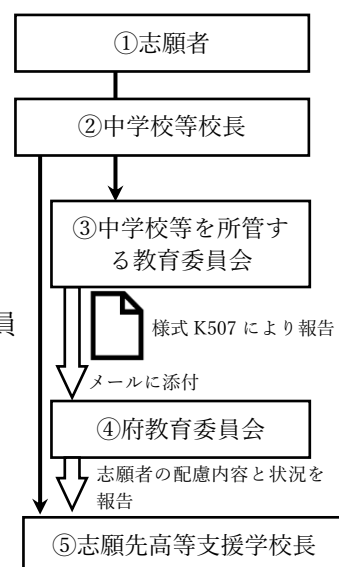 ①志願者
②中学校等校長
③中学校等を所管す
る教育委員会
員
様式 K507 により報告
メールに添付
④府教育委員会
志願者の配慮内容と状況を
報告
⑤志願先高等支援学校長